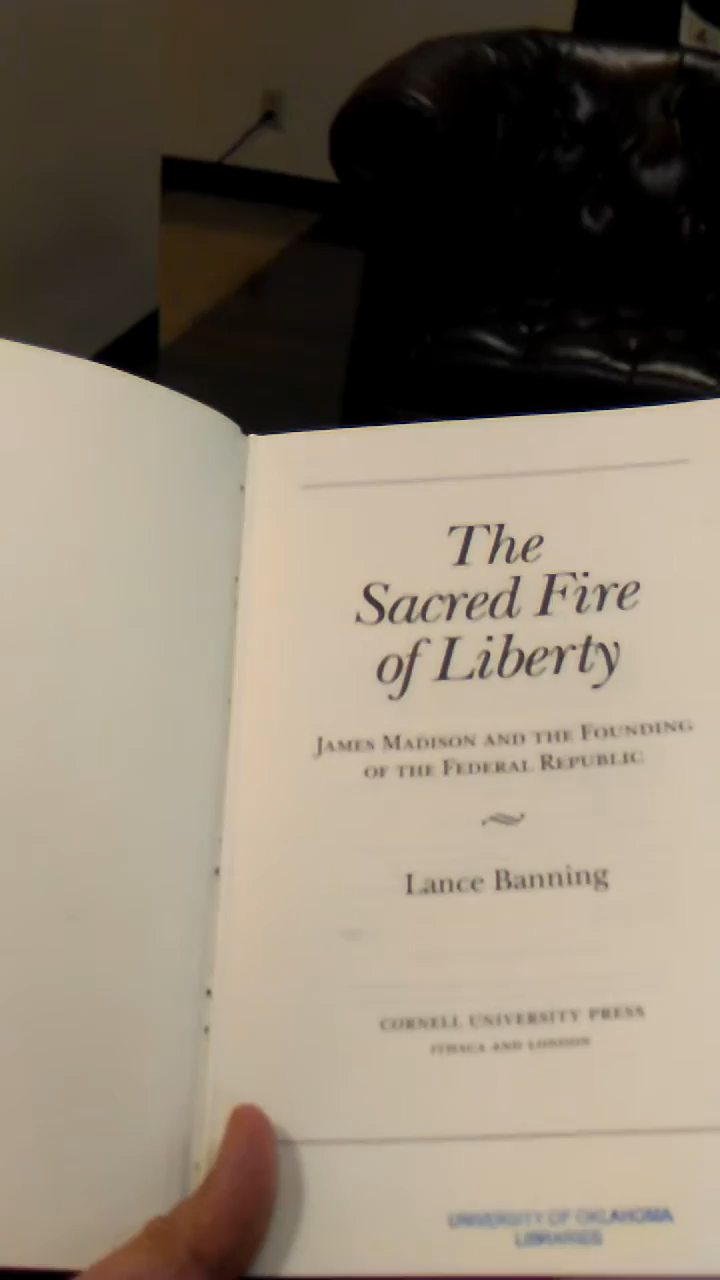 The
Sacred Fire
of Liberty
JAMES MADISON AND THE FOUNDING
OF THE FEDERAL REPUBLIC
Lance Banning
CORNELL UNIVERSITY PRESS
ITHACA AND LONDON
UNIVERSITY OF OKLAHOMA
LIBRARIES